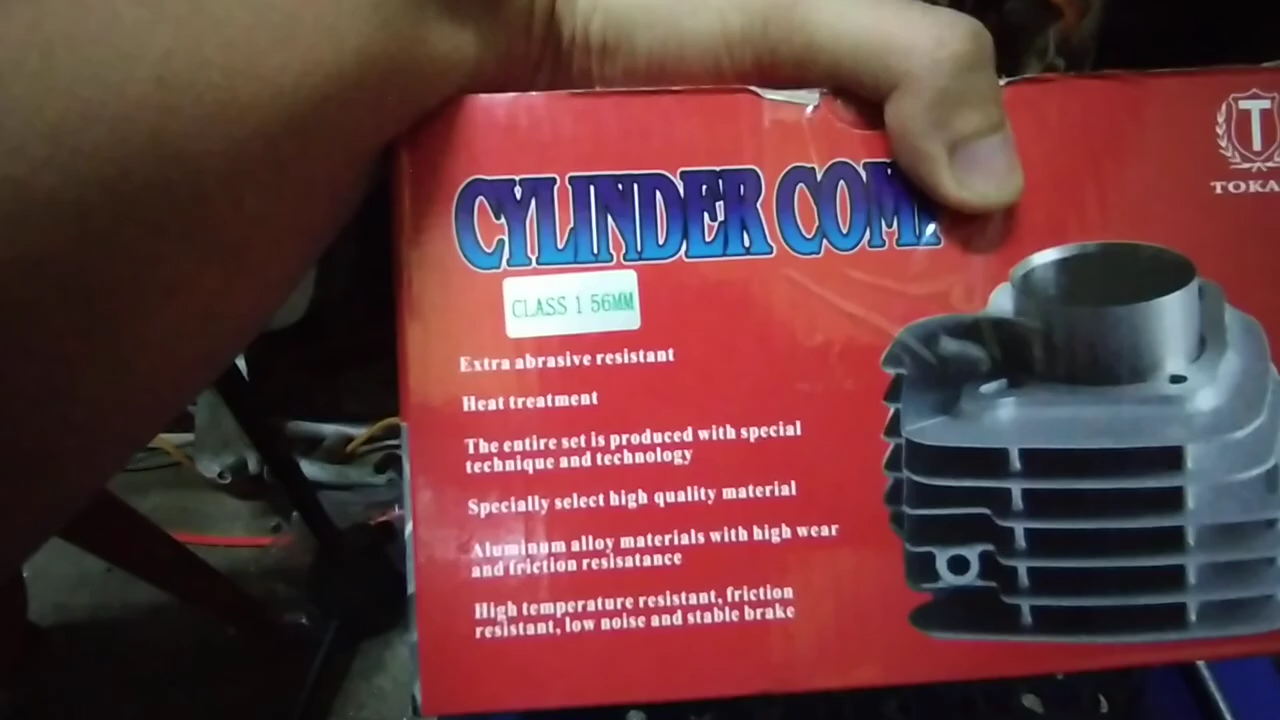 T
TOKA
CYLINDER COMP
CLASS 1 56MM
Extra abrasive resistant
Heat treatment
The entire set is produced with special
technique and technology
Specially select high quality material
Aluminum alloy materials with high wear
and friction resisatance
High temperature resistant, friction
resistant, low noise and stable brake